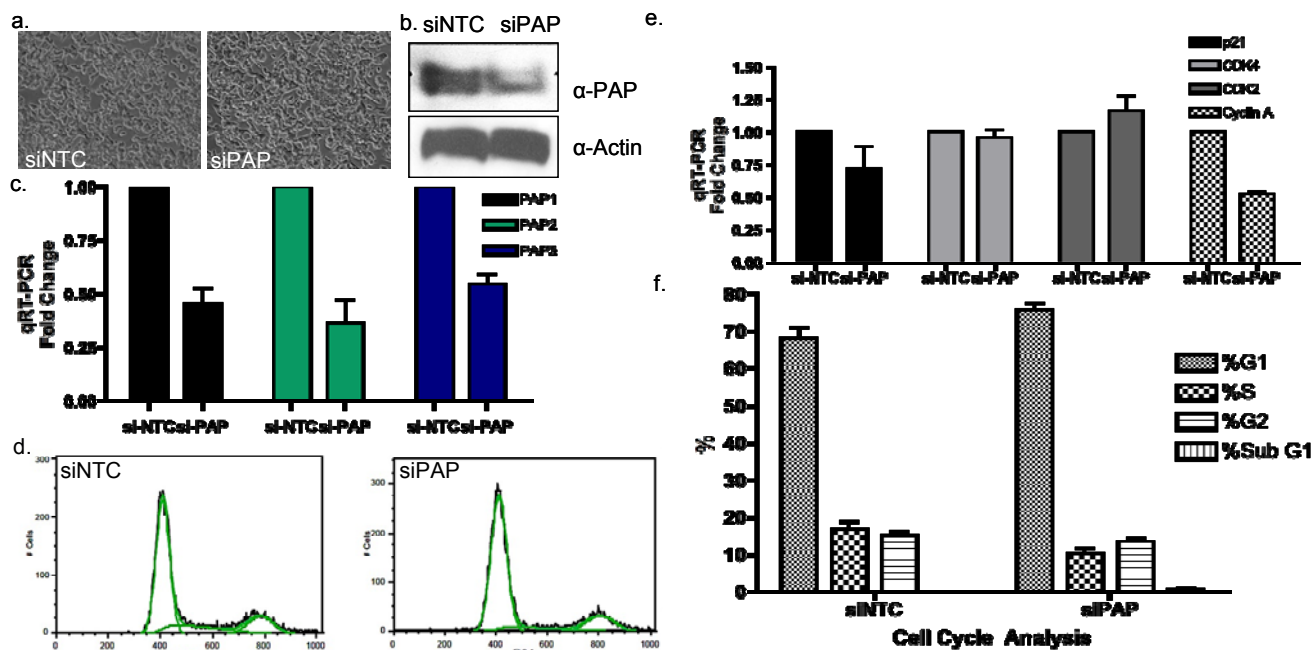 a.
siNTC
siPAP
b.
siNTC siPAP
α-PAP
α-Actin
c.
qRT-PCR
Fold Change
1.00
0.75
0.50
0.25
0.00
PAP1
PAP2
PAP3
si-NTC si-PAP
si-NTC si-PAP
si-NTC si-PAP
d.
siNTC
# Cells
300
200
100
0
0 200 400 600 800 1000
siPAP
# Cells
300
200
100
0
0 200 400 600 800 1000
e.
p21
CDK4
CDK2
Cyclin A
qRT-PCR
Fold Change
1.50
1.25
1.00
0.75
0.50
0.25
0.00
si-NTC si-PAP
si-NTC si-PAP
si-NTC si-PAP
si-NTC si-PAP
f.
%
80
70
60
50
40
30
20
10
0
%G1
%S
%G2
%Sub G1
siNTC
siPAP
Cell Cycle Analysis